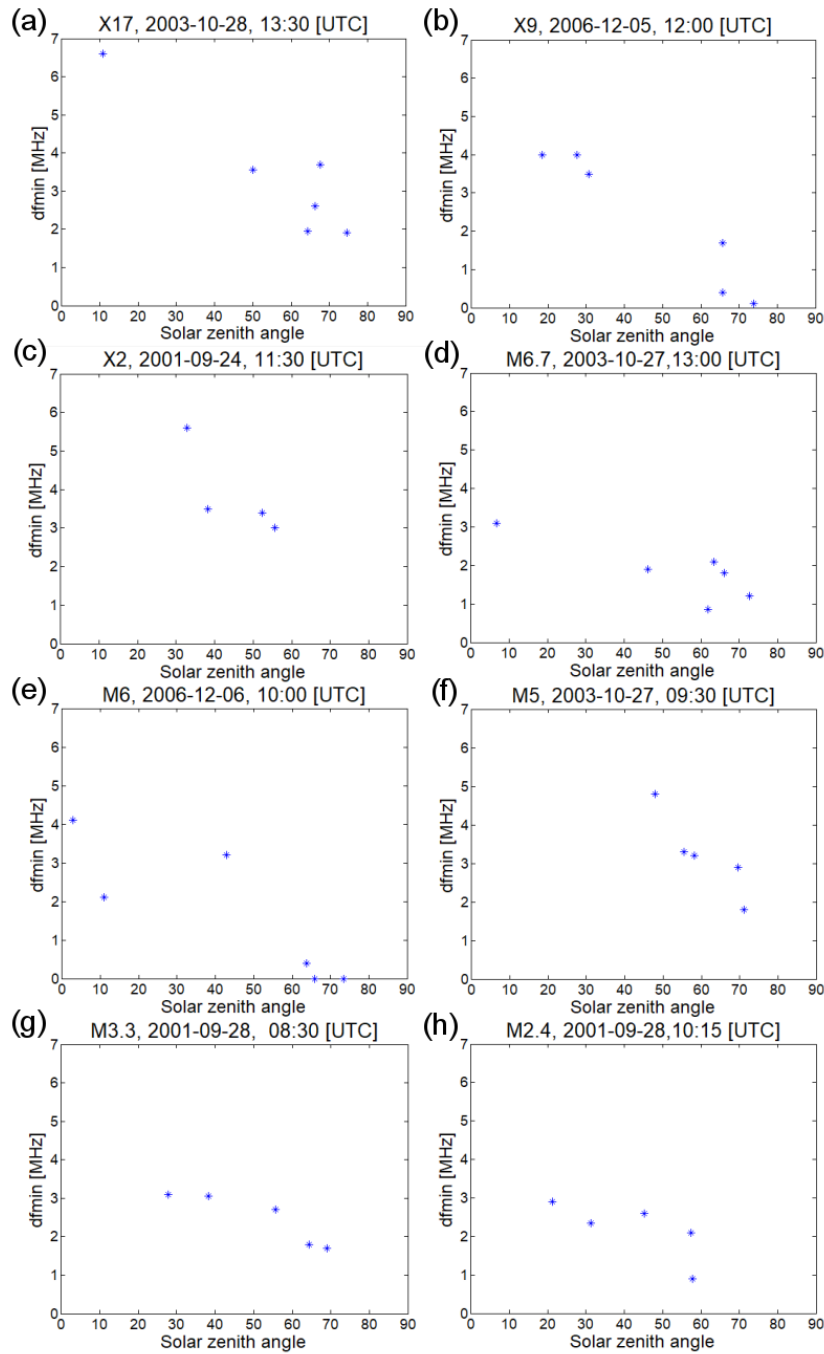 (a)
X17, 2003-10-28, 13:30 [UTC]
7
6
5
4
3
2
1
0
dfmin [MHz]
0 10 20 30 40 50 60 70 80 90
Solar zenith angle
(b)
X9, 2006-12-05, 12:00 [UTC]
7
6
5
4
3
2
1
0
dfmin [MHz]
0 10 20 30 40 50 60 70 80 90
Solar zenith angle
(c)
X2, 2001-09-24, 11:30 [UTC]
7
6
5
4
3
2
1
0
dfmin [MHz]
0 10 20 30 40 50 60 70 80 90
Solar zenith angle
(d)
M6.7, 2003-10-27,13:00 [UTC]
7
6
5
4
3
2
1
0
dfmin [MHz]
0 10 20 30 40 50 60 70 80 90
Solar zenith angle
(e)
M6, 2006-12-06, 10:00 [UTC]
7
6
5
4
3
2
1
0
dfmin [MHz]
0 10 20 30 40 50 60 70 80 90
Solar zenith angle
(f)
M5, 2003-10-27, 09:30 [UTC]
7
6
5
4
3
2
1
0
dfmin [MHz]
0 10 20 30 40 50 60 70 80 90
Solar zenith angle
(g)
M3.3, 2001-09-28, 08:30 [UTC]
7
6
5
4
3
2
1
0
dfmin [MHz]
0 10 20 30 40 50 60 70 80 90
Solar zenith angle
(h)
M2.4, 2001-09-28,10:15 [UTC]
7
6
5
4
3
2
1
0
dfmin [MHz]
0 10 20 30 40 50 60 70 80 90
Solar zenith angle